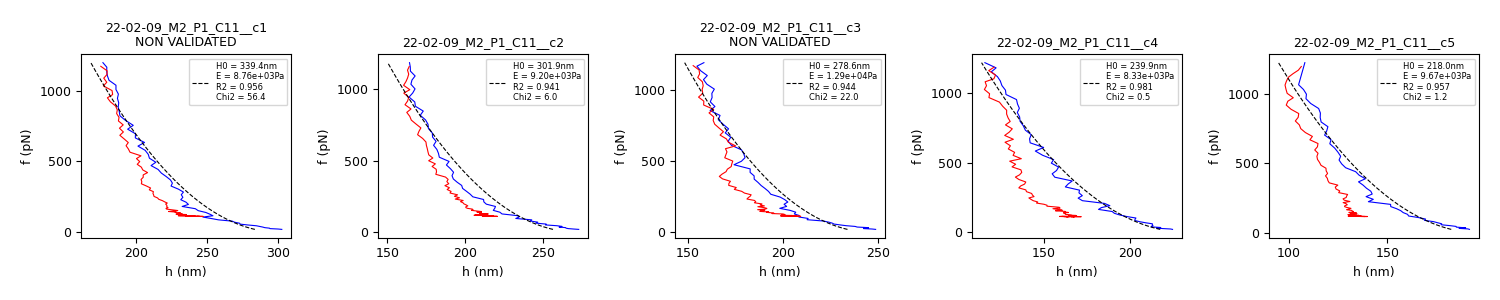 22-02-09_M2_P1_C11__c1
NON VALIDATED
H0 = 339.4nm
E = 8.76e+03Pa
R2 = 0.956
Chi2 = 56.4
f (pN)
1000
500
0
200
250
300
h (nm)
22-02-09_M2_P1_C11__c2
H0 = 301.9nm
E = 9.20e+03Pa
R2 = 0.941
Chi2 = 6.0
f (pN)
1000
500
0
150
200
250
h (nm)
22-02-09_M2_P1_C11__c3
NON VALIDATED
H0 = 278.6nm
E = 1.29e+04Pa
R2 = 0.944
Chi2 = 22.0
f (pN)
1000
500
0
150
200
250
h (nm)
22-02-09_M2_P1_C11__c4
H0 = 239.9nm
E = 8.33e+03Pa
R2 = 0.981
Chi2 = 0.5
f (pN)
1000
500
0
150
200
h (nm)
22-02-09_M2_P1_C11__c5
H0 = 218.0nm
E = 9.67e+03Pa
R2 = 0.957
Chi2 = 1.2
f (pN)
1000
500
0
100
150
h (nm)